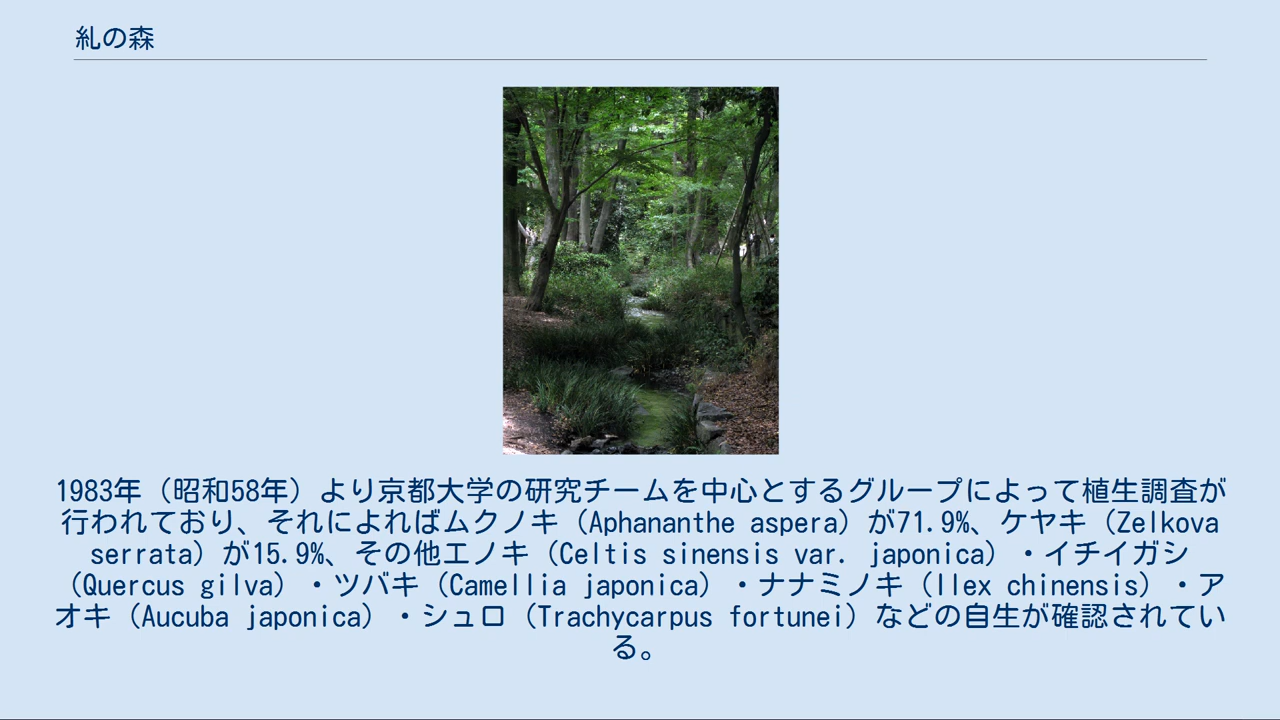 糺の森
1983年（昭和58年）より京都大学の研究チームを中心とするグループによって植生調査が
行われており、それによればムクノキ（Aphananthe aspera）が71.9%、ケヤキ（Zelkova
serrata）が15.9%、その他エノキ（Celtis sinensis var. japonica）・イチイガシ
（Quercus gilva）・ツバキ（Camellia japonica）・ナナミノキ（Ilex chinensis）・ア
オキ（Aucuba japonica）・シュロ（Trachycarpus fortunei）などの自生が確認されてい
る。